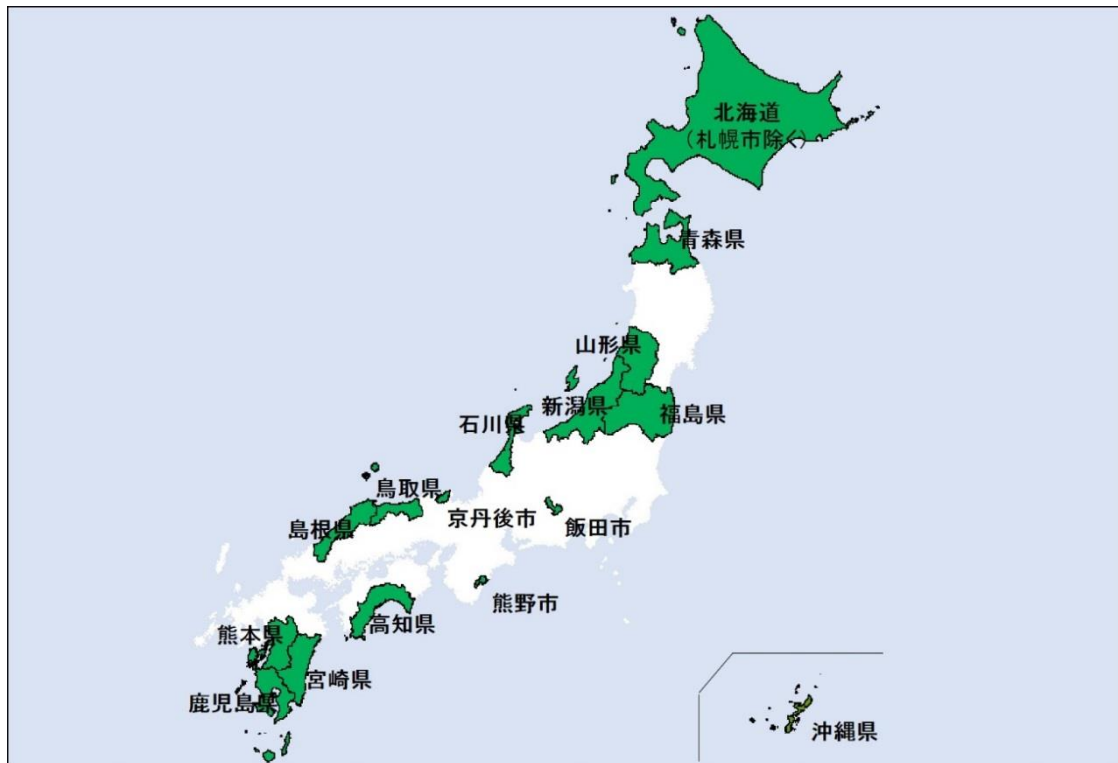 北海道
（札幌市除く）
青森県
山形県
新潟県
福島県
石川県
鳥取県
京丹後市
飯田市
島根県
熊野市
高知県
熊本県
宮崎県
鹿児島県
沖縄県